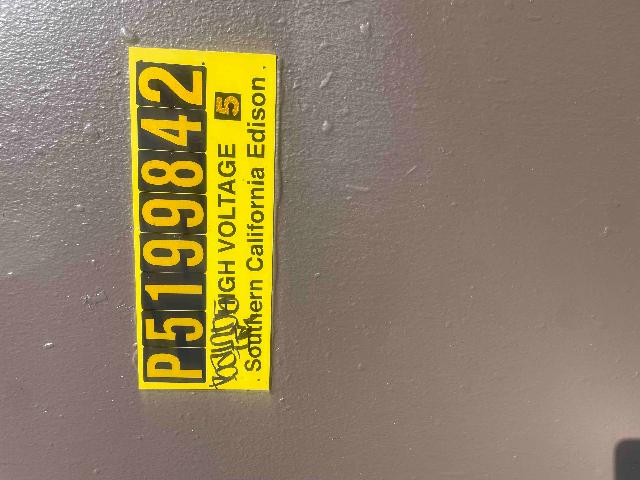 P5199842
HIGH VOLTAGE 5
Southern California Edison